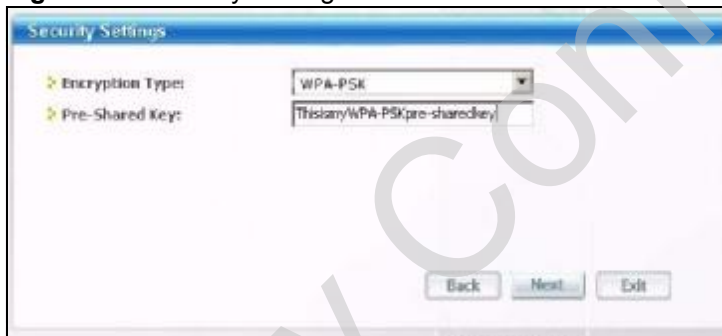 Security Settings
Encryption Type: WPA-PSK
Pre-Shared Key: ThisismyWPA-PSKpre-sharedkey
Back Next Exit